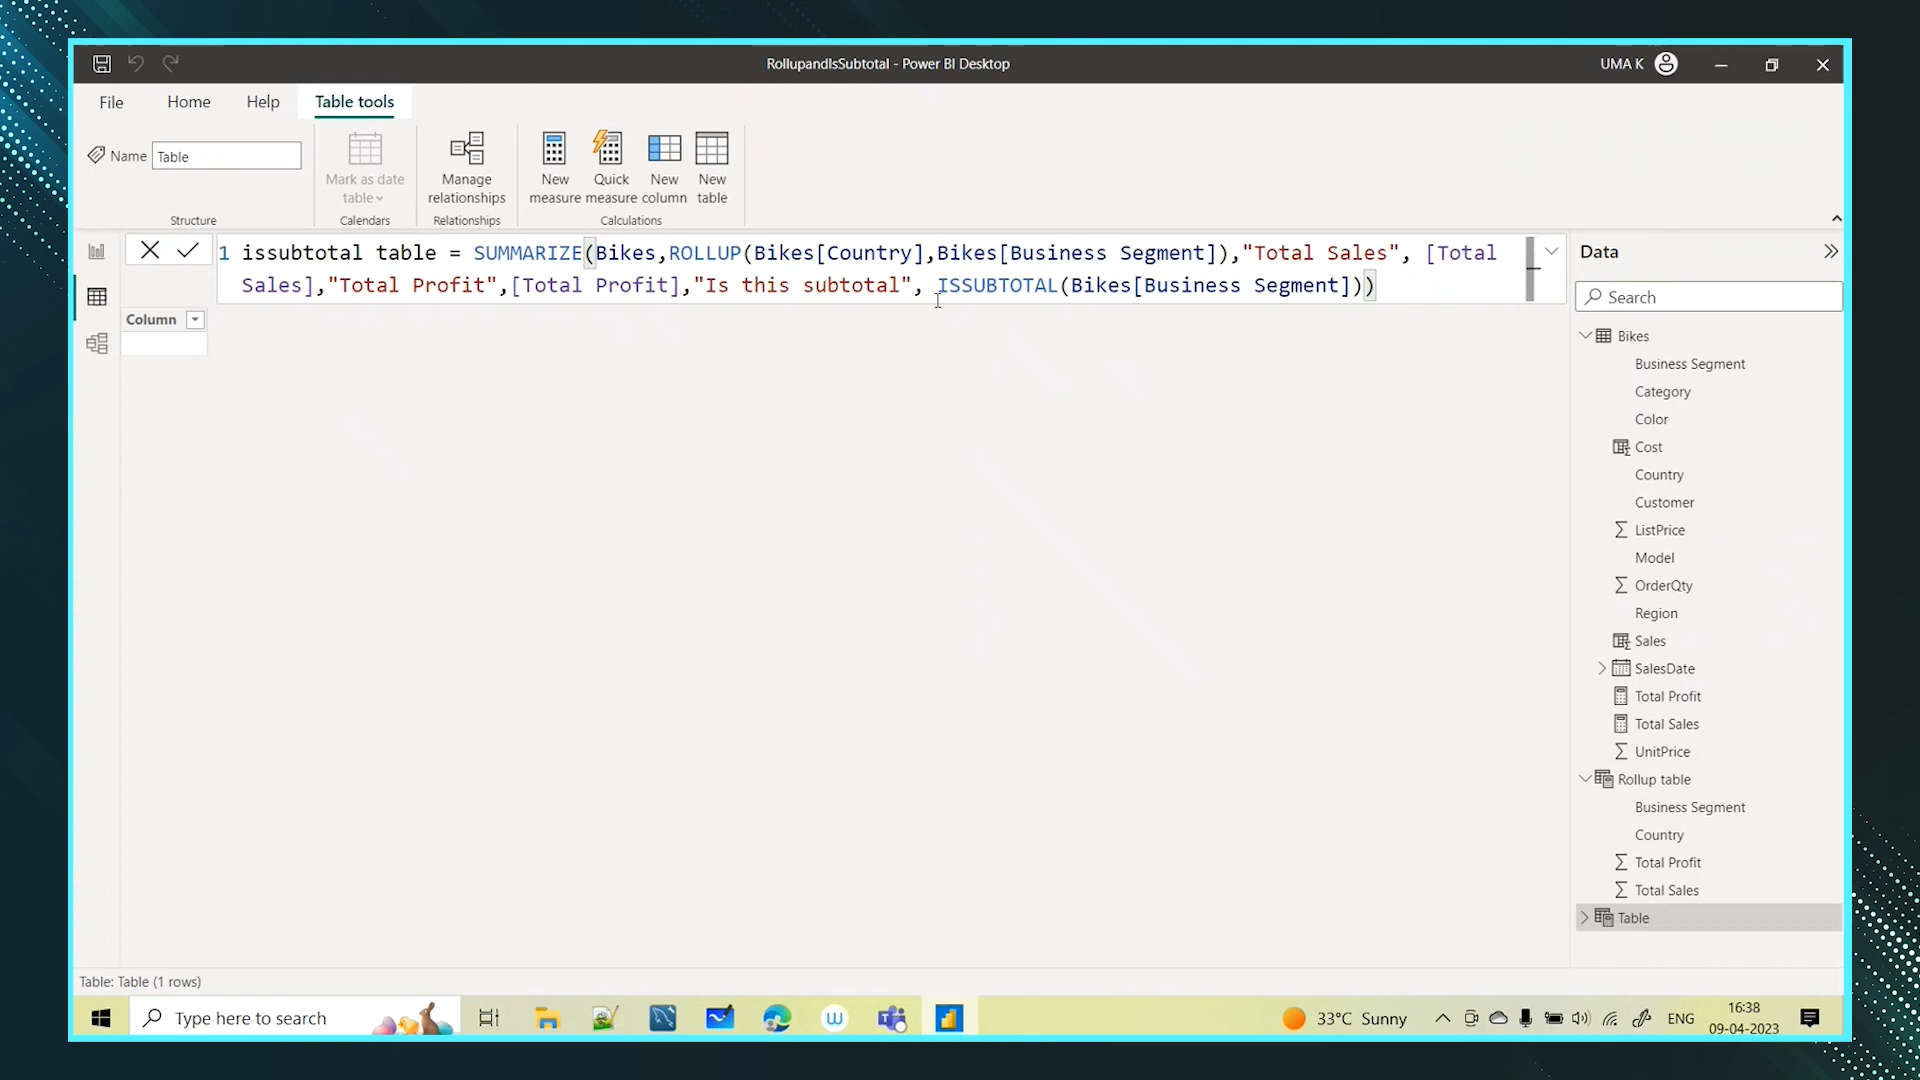 RollupandIsSubtotal - Power BI Desktop
UMA K
File Home Help Table tools
Name Table
Mark as date table
Manage relationships
New measure
Quick measure
New column
New table
Structure Calendars Relationships Calculations
1 issubtotal table = SUMMARIZE(Bikes,ROLLUP(Bikes[Country],Bikes[Business Segment]),"Total Sales", [Total
Sales],"Total Profit",[Total Profit],"Is this subtotal", ISSUBTOTAL(Bikes[Business Segment]))
Column
Data
Search
Bikes
Business Segment
Category
Color
Cost
Country
Customer
ListPrice
Model
OrderQty
Region
Sales
SalesDate
Total Profit
Total Sales
UnitPrice
Rollup table
Business Segment
Country
Total Profit
Total Sales
Table
Table: Table (1 rows)
Type here to search
33°C Sunny
ENG
16:38
09-04-2023